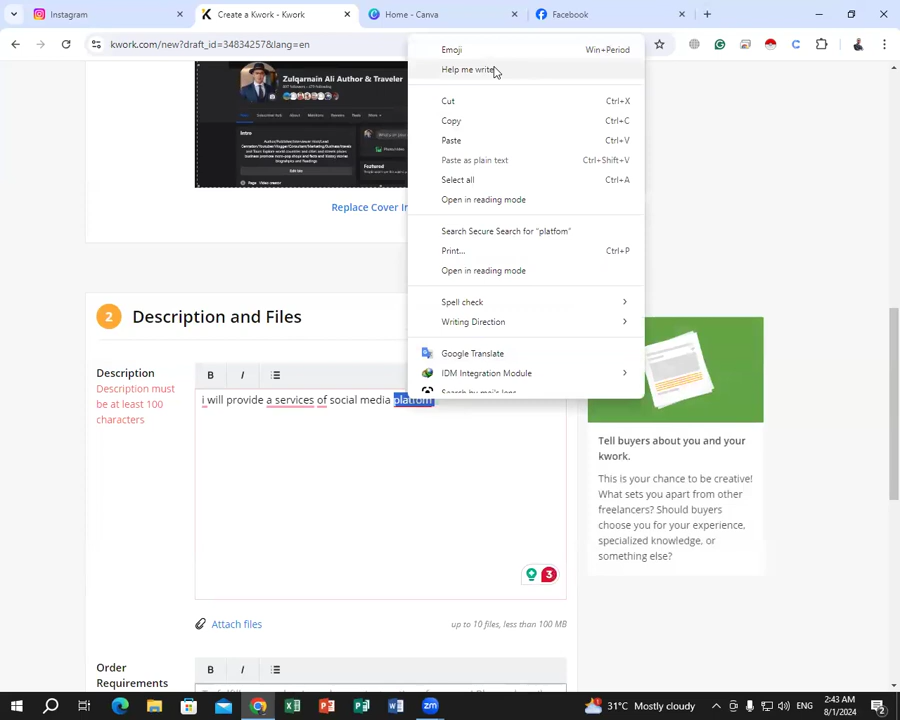 Instagram
Create a Kwork - Kwork
Home - Canva
Facebook
kwork.com/new?draft_id=34834257&lang=en
Emoji Win+Period
Help me write
Cut Ctrl+X
Copy Ctrl+C
Paste Ctrl+V
Paste as plain text Ctrl+Shift+V
Select all Ctrl+A
Open in reading mode
Search Secure Search for "platfom"
Print... Ctrl+P
Open in reading mode
Spell check
Writing Direction
Google Translate
IDM Integration Module
Zulqarnain Ali Author & Traveler
Intro
Featured
Replace Cover Im
2 Description and Files
Description
Description must
be at least 100
characters
B I
i will provide a services of social media platfom
3
Attach files
up to 10 files, less than 100 MB
Order
Requirements
B I
Tell buyers about you and your
kwork.
This is your chance to be creative!
What sets you apart from other
freelancers? Should buyers
choose you for your experience,
specialized knowledge, or
something else?
31°C Mostly cloudy
ENG
2:43 AM
8/1/2024
2